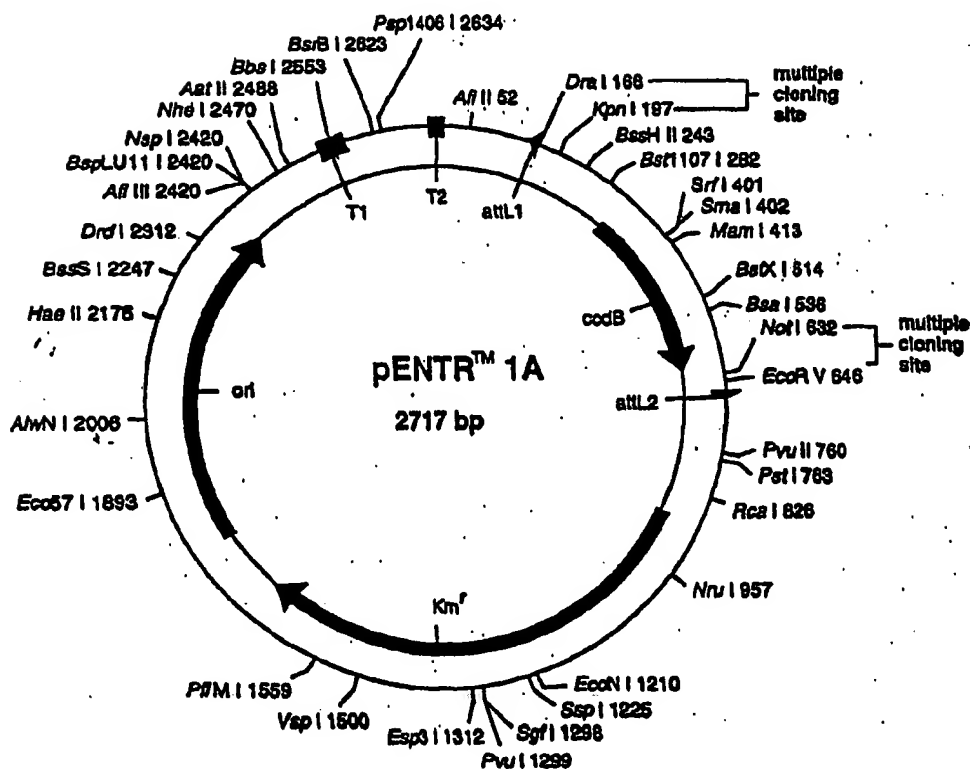 Psp1406 I 2634
BsrB I 2623
Bbs I 2553
Aat II 2488
Nhe I 2470
Nsp I 2420
BspLU11 I 2420
Afl III 2420
Drd I 2312
BssS I 2247
Hae II 2175
AlwN I 2006
Eco57 I 1893
PflM I 1559
Vsp I 1500
Esp3 I 1312
Pvu I 1299
Sgf I 1298
Ssp I 1225
EcoN I 1210
Nru I 957
Rca I 826
Pst I 763
Pvu II 760
EcoR V 646
Not I 632
multiple
cloning
site
Bsa I 536
BstX I 514
Mam I 413
Sma I 402
Srf I 401
Bst1107 I 282
BssH II 243
Kpn I 197
Dra I 168
multiple
cloning
site
Afl II 52
T1
T2
attL1
ccdB
attL2
ori
Kmr
pENTR™ 1A
2717 bp